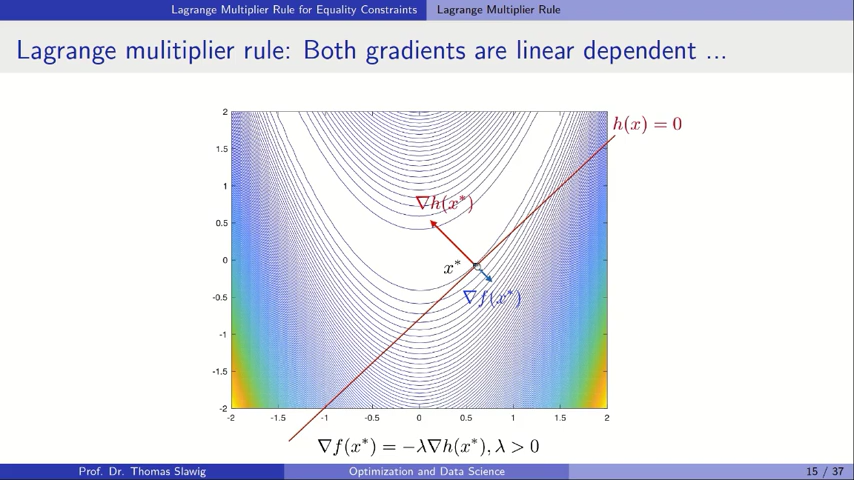 Lagrange Multiplier Rule for Equality Constraints Lagrange Multiplier Rule
Lagrange mulitiplier rule: Both gradients are linear dependent ...
2
h(x) = 0
1.5
1
∇h(x*)
0.5
0
x*
∇f(x*)
-0.5
-1
-1.5
-2
-2 -1.5 -1 -0.5 0 0.5 1 1.5 2
∇f(x*) = −λ∇h(x*), λ > 0
Prof. Dr. Thomas Slawig Optimization and Data Science 15 / 37